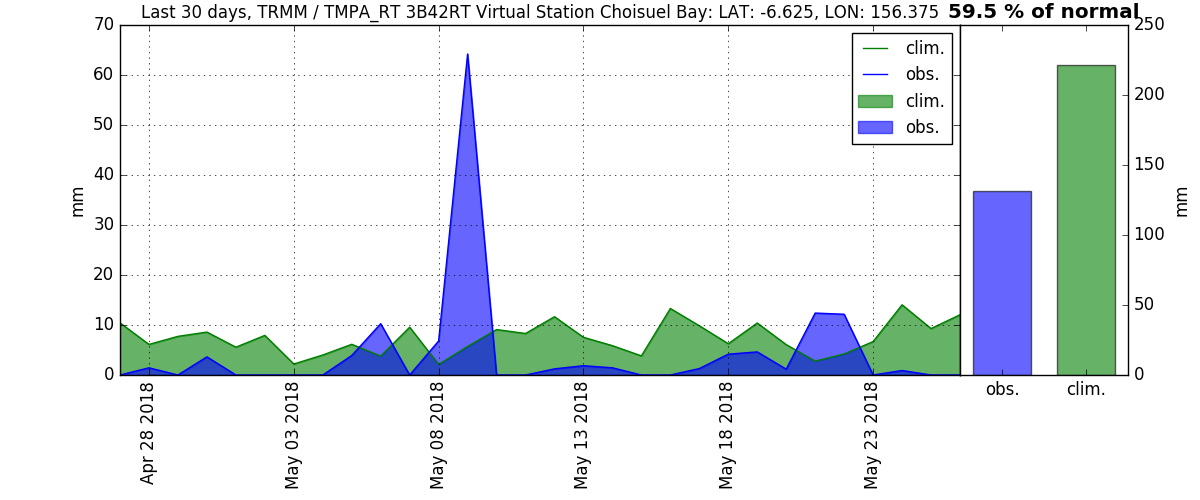 Last 30 days, TRMM / TMPA_RT 3B42RT Virtual Station Choisuel Bay: LAT: -6.625, LON: 156.375 59.5 % of normal
70
60
50
40
30
20
10
0
mm
clim.
obs.
clim.
obs.
250
200
150
100
50
0
mm
obs.
clim.
Apr 28 2018
May 03 2018
May 08 2018
May 13 2018
May 18 2018
May 23 2018